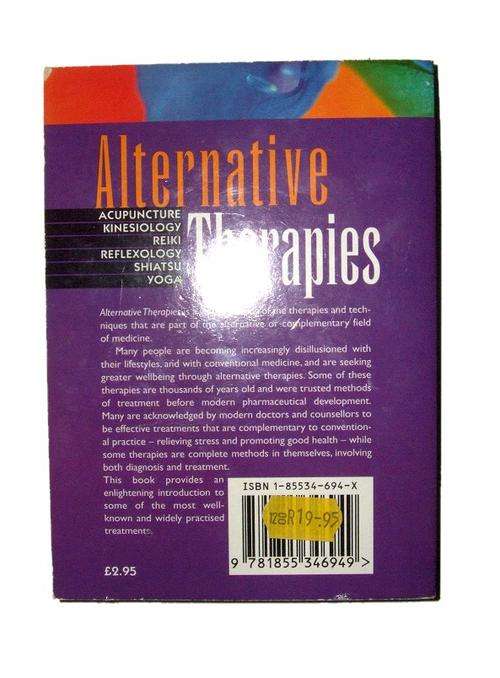 Alternative
ACUPUNCTURE
KINESIOLOGY
REIKI
REFLEXOLOGY
SHIATSU
YOGA
Therapies
Alternative Therapies is of the therapies and tech-
niques that are part of the alternative or complementary field
of medicine.
Many people are becoming increasingly disillusioned with
their lifestyles, and with conventional medicine, and are seeking
greater wellbeing through alternative therapies. Some of these
therapies are thousands of years old and were trusted methods
of treatment before modern pharmaceutical development.
Many are acknowledged by modern doctors and counsellors to
be effective treatments that are complementary to convention-
al practice – relieving stress and promoting good health – while
some therapies are complete methods in themselves, involving
both diagnosis and treatment.
This book provides an
enlightening introduction to
some of the most well-
known and widely practised
treatments.
£2.95
ISBN 1-85534-694-X
R19-95
9 781855 346949 >